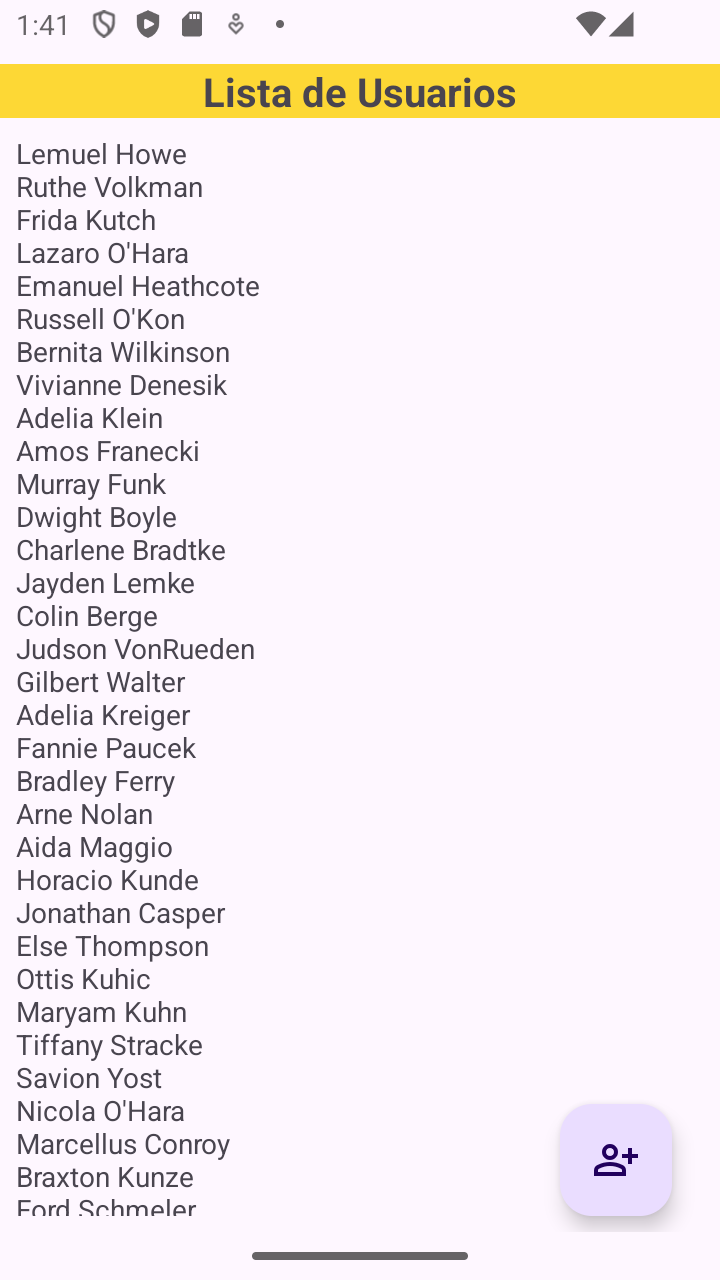 1:41
Lista de Usuarios
Lemuel Howe
Ruthe Volkman
Frida Kutch
Lazaro O'Hara
Emanuel Heathcote
Russell O'Kon
Bernita Wilkinson
Vivianne Denesik
Adelia Klein
Amos Franecki
Murray Funk
Dwight Boyle
Charlene Bradtke
Jayden Lemke
Colin Berge
Judson VonRueden
Gilbert Walter
Adelia Kreiger
Fannie Paucek
Bradley Ferry
Arne Nolan
Aida Maggio
Horacio Kunde
Jonathan Casper
Else Thompson
Ottis Kuhic
Maryam Kuhn
Tiffany Stracke
Savion Yost
Nicola O'Hara
Marcellus Conroy
Braxton Kunze
Ford Schmeler